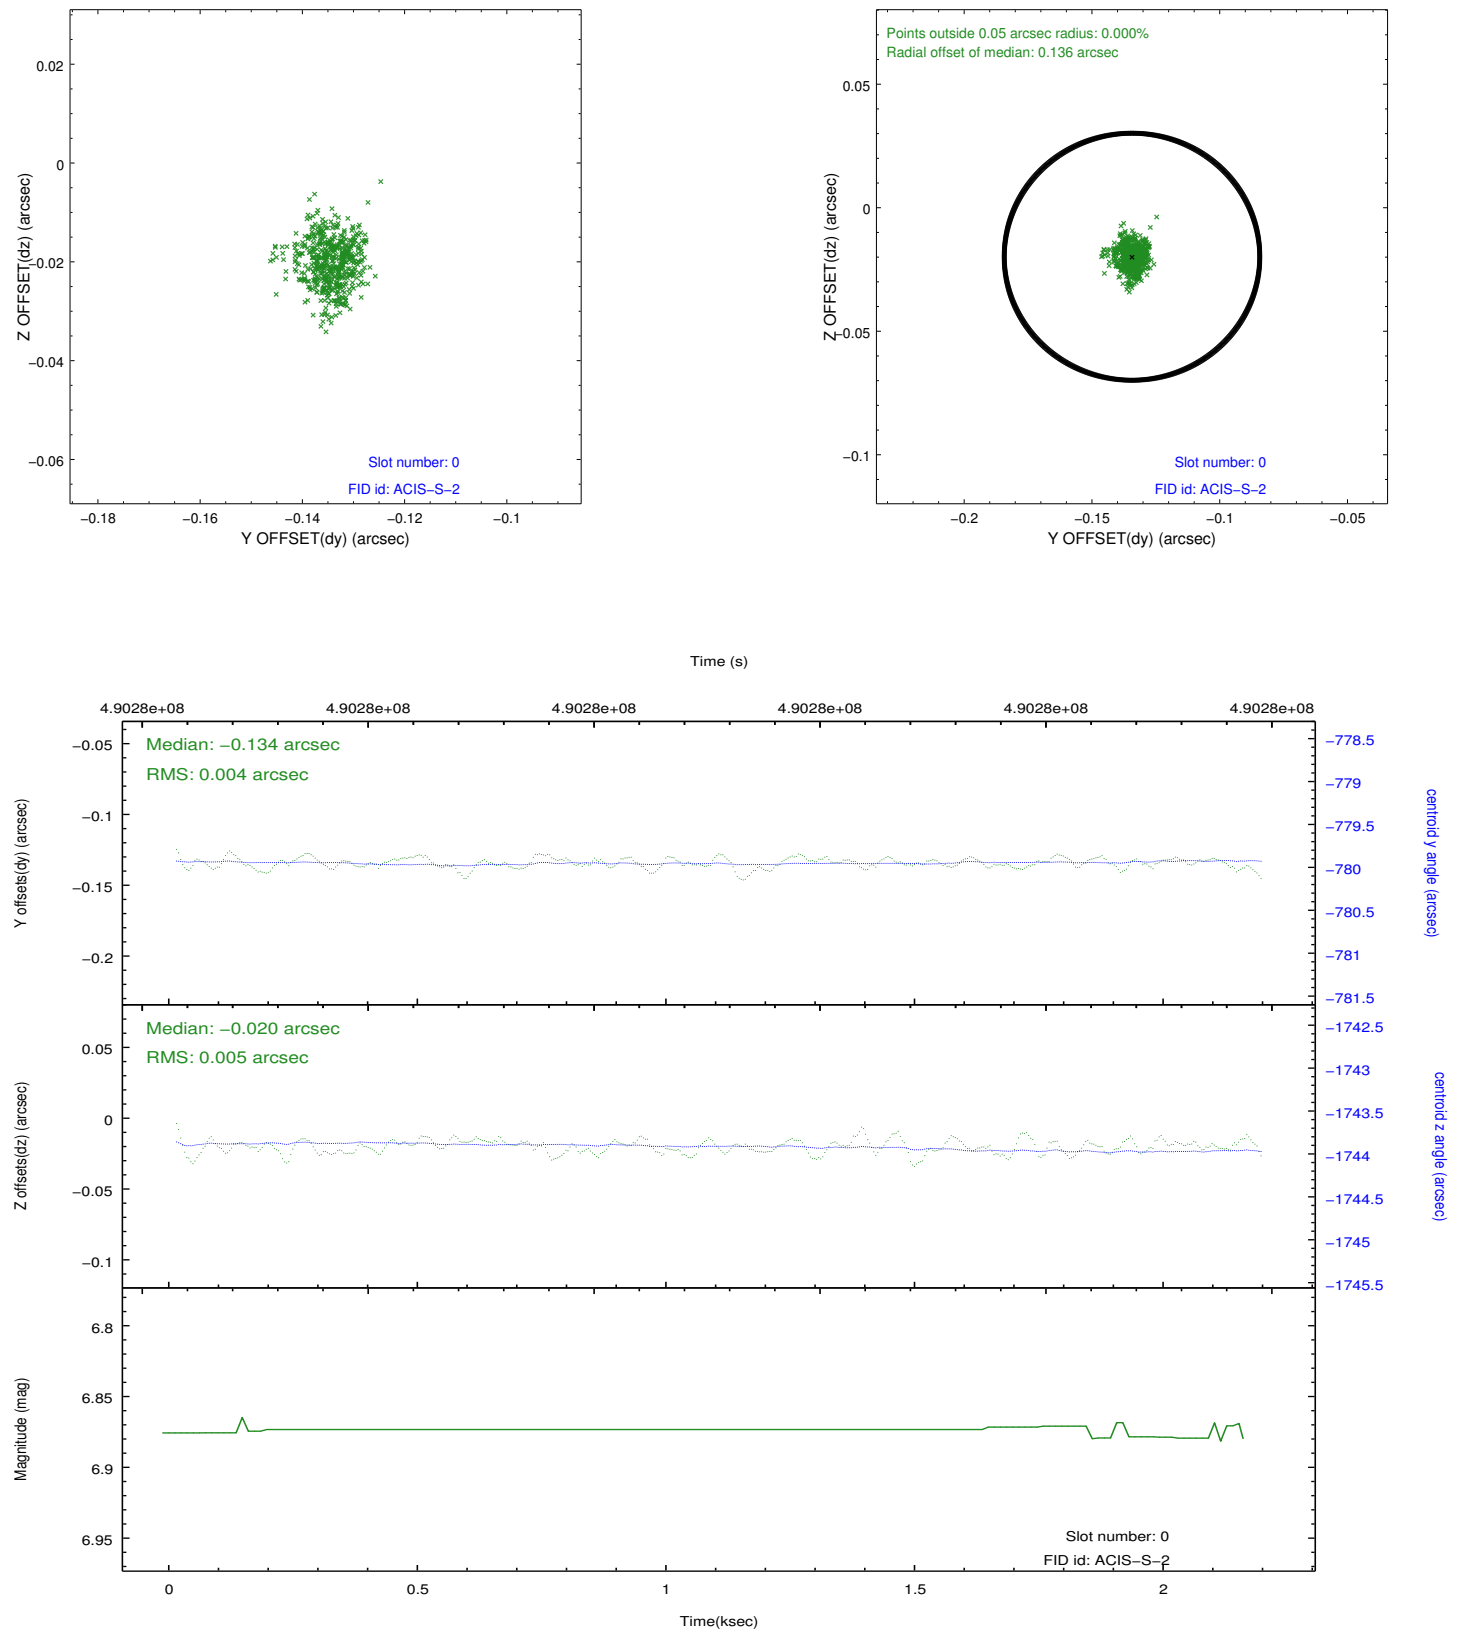 0.02
0
−0.02
−0.04
−0.06
Z OFFSET(dz) (arcsec)
Slot number: 0
FID id: ACIS−S−2
−0.18 −0.16 −0.14 −0.12 −0.1
Y OFFSET(dy) (arcsec)
Points outside 0.05 arcsec radius: 0.000%
Radial offset of median: 0.136 arcsec
0.05
0
−0.05
−0.1
Z OFFSET(dz) (arcsec)
Slot number: 0
FID id: ACIS−S−2
−0.2 −0.15 −0.1 −0.05
Y OFFSET(dy) (arcsec)
Time (s)
4.9028e+08 4.9028e+08 4.9028e+08 4.9028e+08 4.9028e+08 4.9028e+08
Median: −0.134 arcsec
RMS: 0.004 arcsec
−0.05
−0.1
−0.15
−0.2
Y offsets(dy) (arcsec)
−778.5
−779
−779.5
−780
−780.5
−781
−781.5
centroid y angle (arcsec)
Median: −0.020 arcsec
RMS: 0.005 arcsec
0.05
0
−0.05
−0.1
Z offsets(dz) (arcsec)
−1742.5
−1743
−1743.5
−1744
−1744.5
−1745
−1745.5
centroid z angle (arcsec)
6.8
6.85
6.9
6.95
Magnitude (mag)
Slot number: 0
FID id: ACIS−S−2
0 0.5 1 1.5 2
Time(ksec)